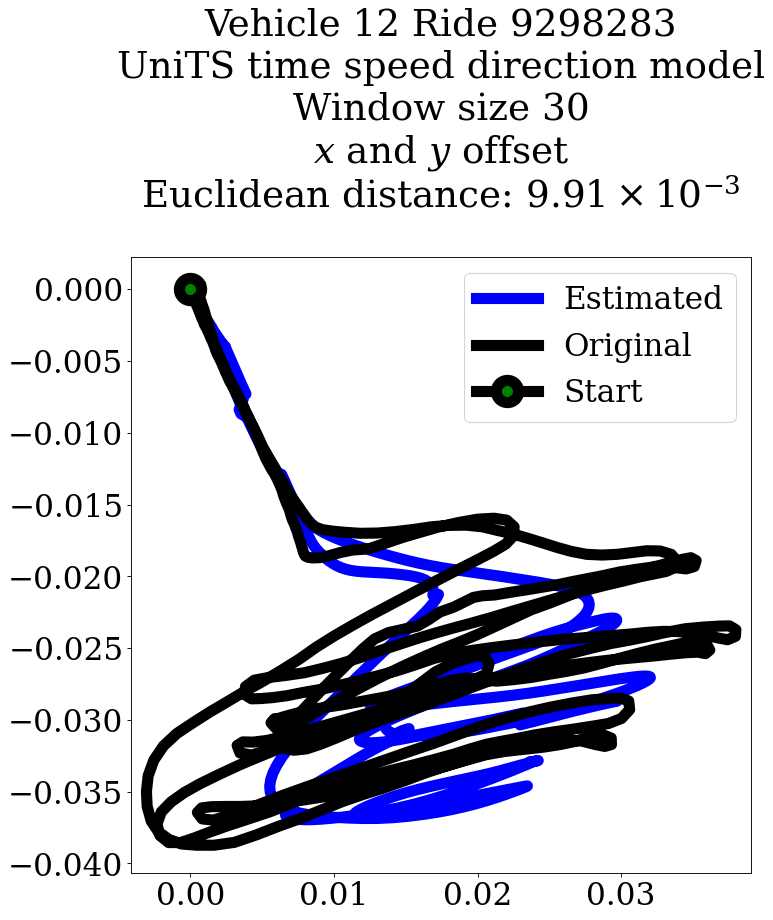 Vehicle 12 Ride 9298283
UniTS time speed direction model
Window size 30
x and y offset
Euclidean distance: 9.91 × 10⁻³
Estimated
Original
Start
0.000
−0.005
−0.010
−0.015
−0.020
−0.025
−0.030
−0.035
−0.040
0.00 0.01 0.02 0.03